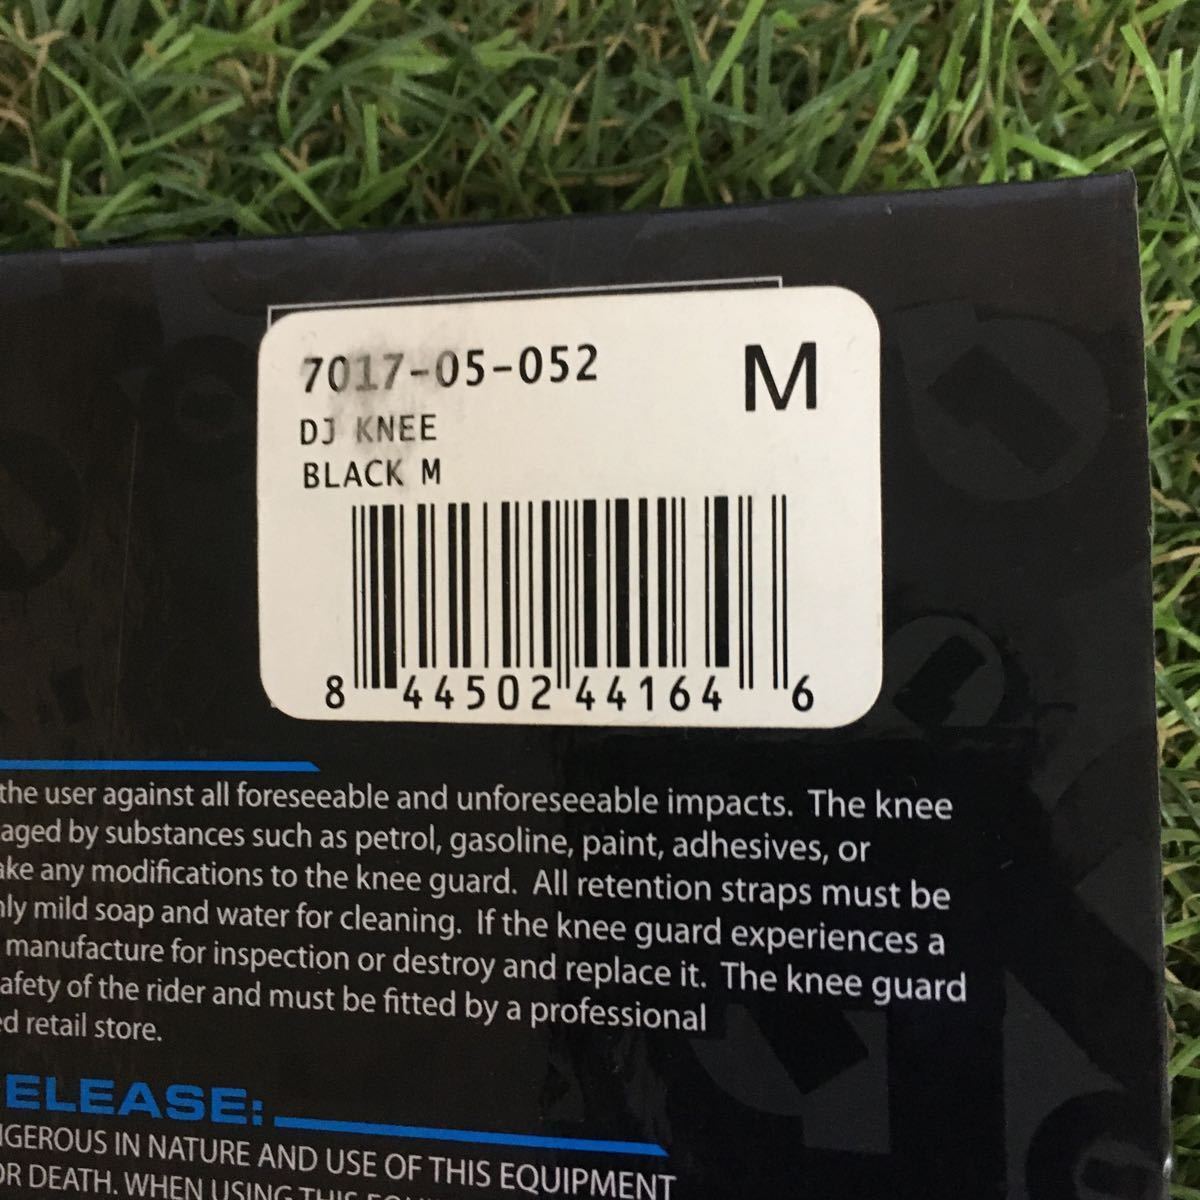 7017-05-052
M
DJ KNEE
BLACK M
8 44502 44164 6
the user against all foreseeable and unforeseeable impacts. The knee
aged by substances such as petrol, gasoline, paint, adhesives, or
ake any modifications to the knee guard. All retention straps must be
nly mild soap and water for cleaning. If the knee guard experiences a
manufacture for inspection or destroy and replace it. The knee guard
afety of the rider and must be fitted by a professional
ed retail store.
ELEASE:
NGEROUS IN NATURE AND USE OF THIS EQUIPMENT
OR DEATH. WHEN USING THIS